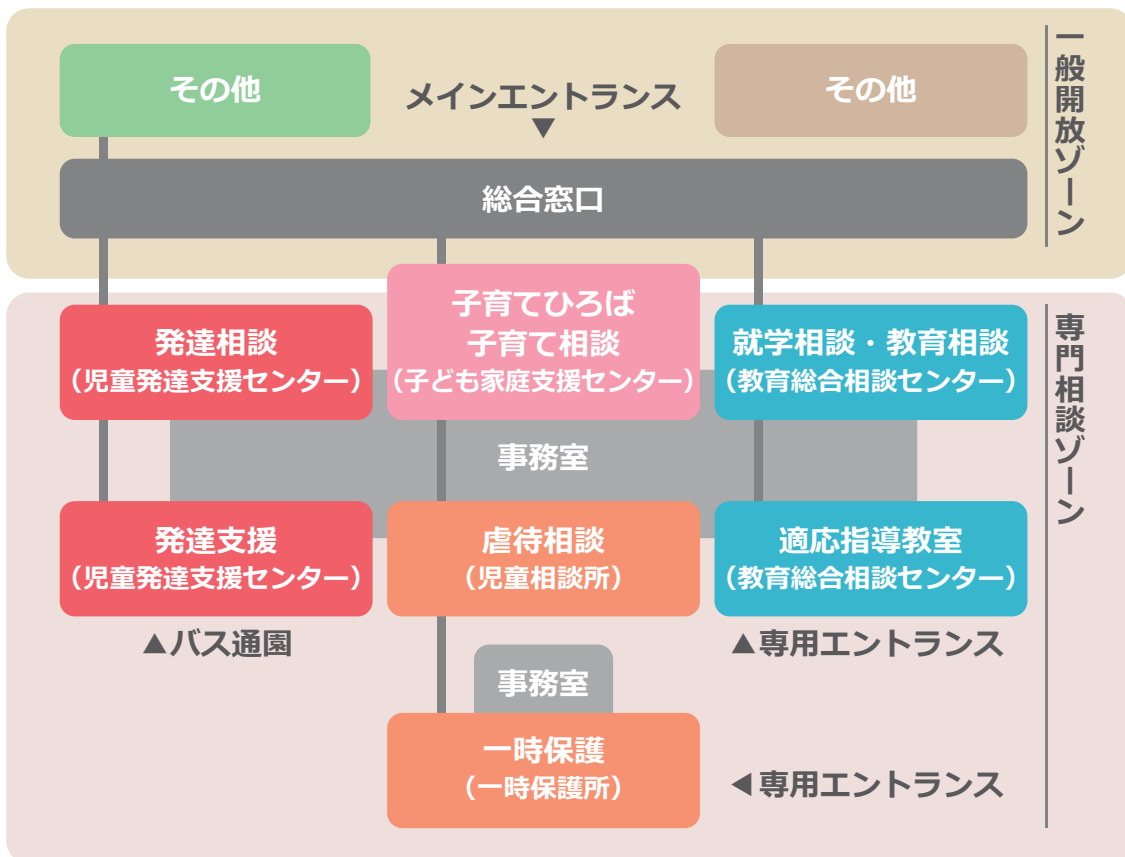 その他
メインエントランス
▼
その他
一般開放ゾーン
総合窓口
発達相談
（児童発達支援センター）
子育てひろば
子育て相談
（子ども家庭支援センター）
就学相談・教育相談
（教育総合相談センター）
専門相談ゾーン
事務室
発達支援
（児童発達支援センター）
虐待相談
（児童相談所）
適応指導教室
（教育総合相談センター）
▲バス通園
▲専用エントランス
事務室
一時保護
（一時保護所）
◀専用エントランス